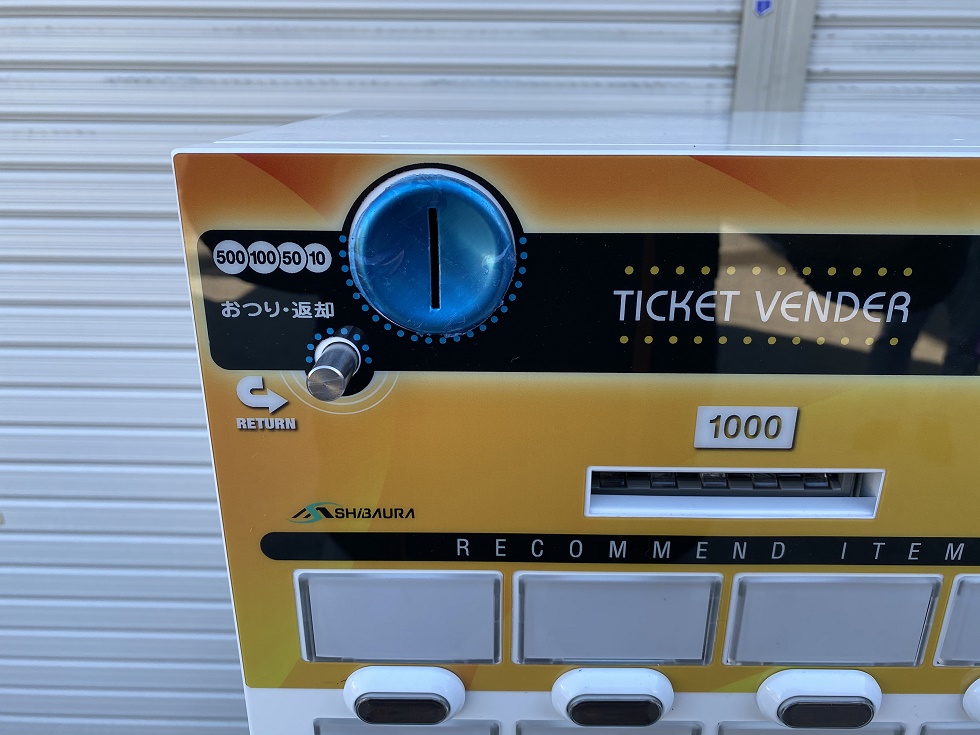 500 100 50 10
おつり・返却
RETURN
TICKET VENDER
1000
SHIBAURA
RECOMMEND ITEM